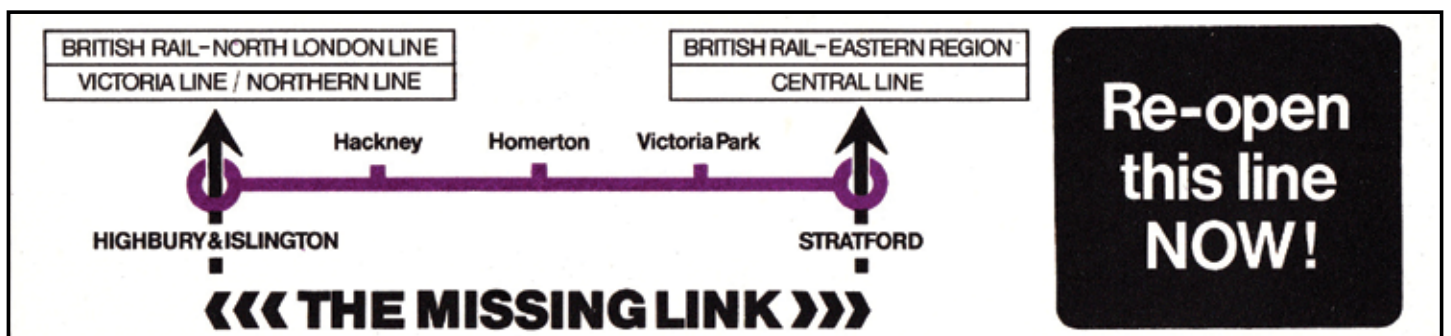 BRITISH RAIL-NORTH LONDON LINE
VICTORIA LINE / NORTHERN LINE
BRITISH RAIL-EASTERN REGION
CENTRAL LINE
Hackney
Homerton
Victoria Park
HIGHBURY & ISLINGTON
STRATFORD
‹‹‹ THE MISSING LINK ›››
Re-open
this line
NOW!